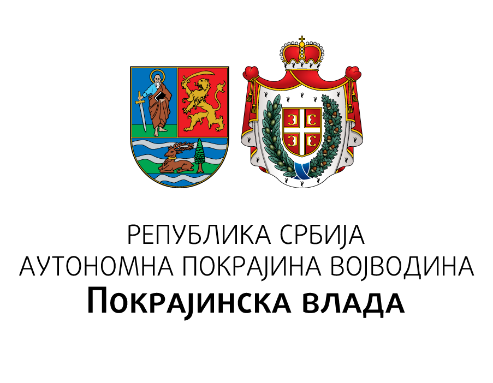 РЕПУБЛИКА СРБИЈА
АУТОНОМНА ПОКРАЈИНА ВОЈВОДИНА
Покрајинска влада